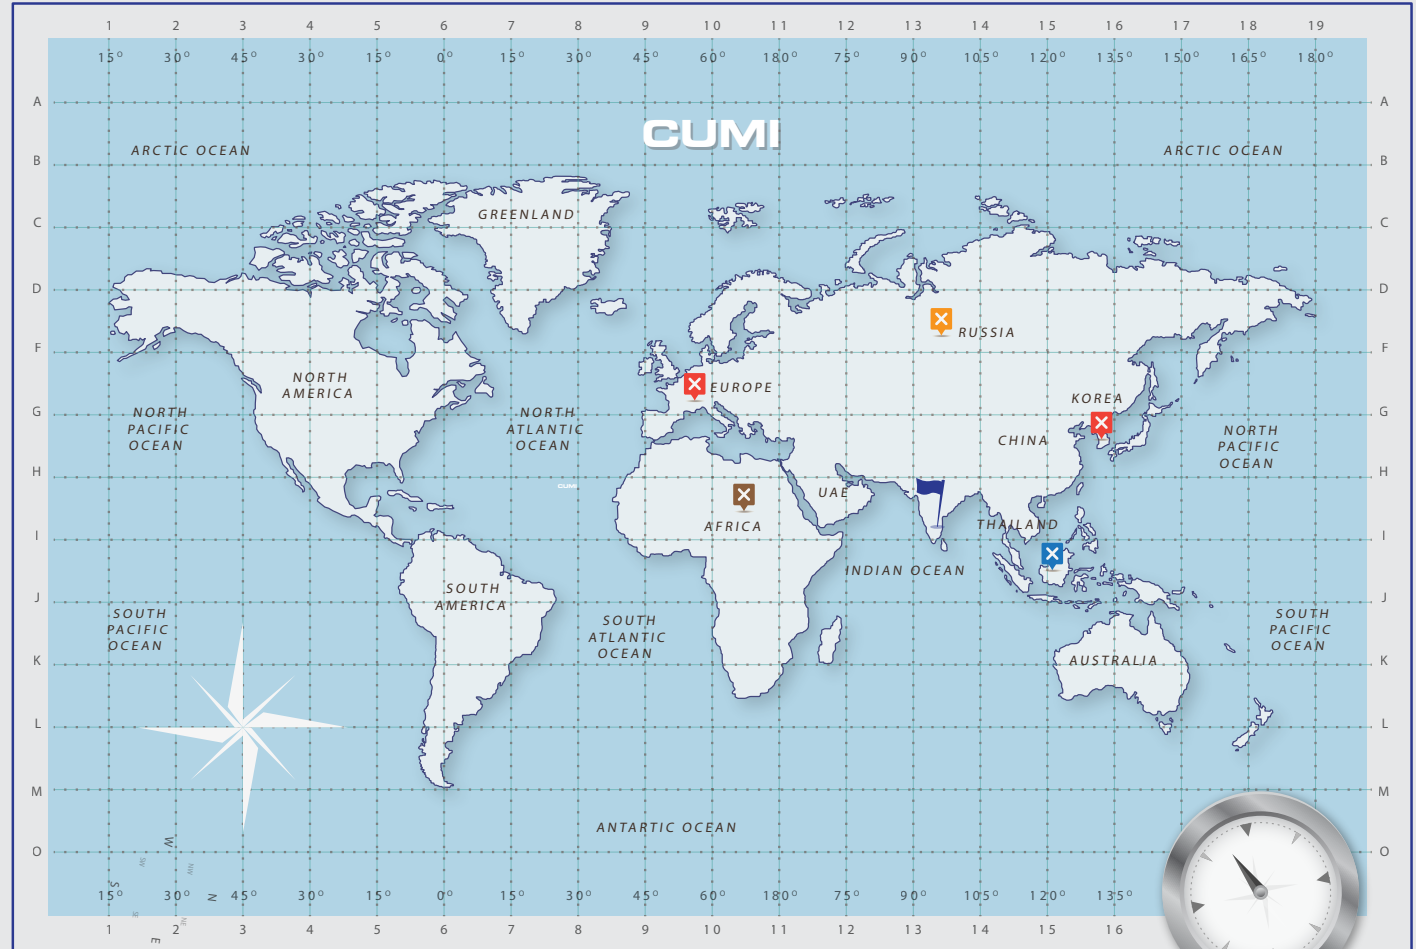 1 2 3 4 5 6 7 8 9 10 11 12 13 14 15 16 17 18 19
15° 30° 45° 30° 15° 0° 15° 30° 45° 60° 180° 75° 90° 105° 120° 135° 150° 165° 180°
A A
CUMI
ARCTIC OCEAN ARCTIC OCEAN
B B
GREENLAND
C C
D D
RUSSIA
F F
NORTH
AMERICA
EUROPE
KOREA
G G
NORTH
PACIFIC
OCEAN
NORTH
ATLANTIC
OCEAN
CHINA
NORTH
PACIFIC
OCEAN
H H
CUMI
UAE
AFRICA
THAILAND
I I
INDIAN OCEAN
SOUTH
AMERICA
J J
SOUTH
PACIFIC
OCEAN
SOUTH
ATLANTIC
OCEAN
SOUTH
PACIFIC
OCEAN
K K
AUSTRALIA
L L
M M
ANTARTIC OCEAN
W
O O
SW
NW
S
N
15° 30° 45° 30° 15° 0° 15° 30° 45° 60° 180° 75° 90° 105° 120° 135°
SE
NE
1 2 3 4 5 6 7 8 9 10 11 12 13 14 15 16
E